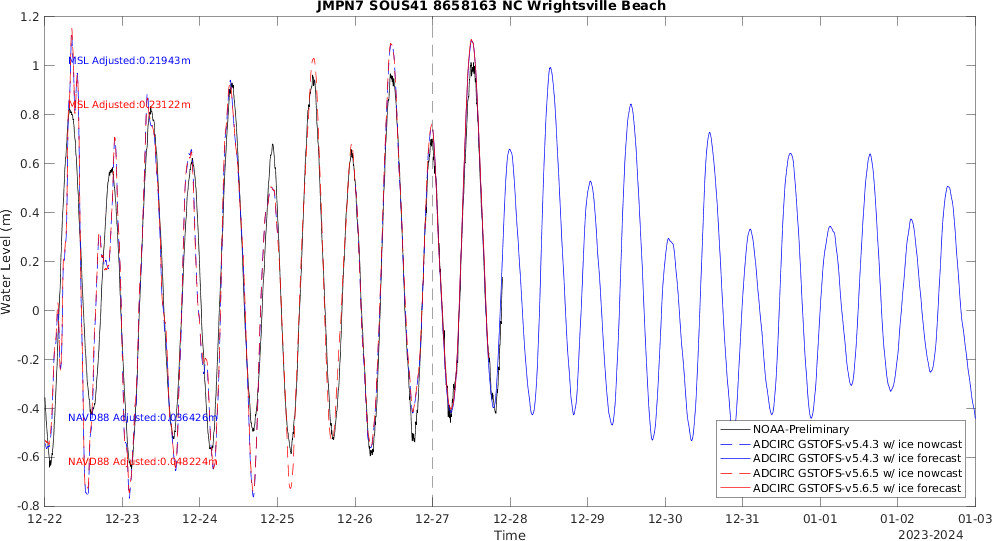 JMPN7 SOUS41 8658163 NC Wrightsville Beach
1.2
1
0.8
0.6
0.4
0.2
0
-0.2
-0.4
-0.6
-0.8
Water Level (m)
MSL Adjusted:0.21943m
MSL Adjusted:0.23122m
NAVD88 Adjusted:0.036426m
NAVD88 Adjusted:0.048224m
NOAA-Preliminary
ADCIRC GSTOFS-v5.4.3 w/ ice nowcast
ADCIRC GSTOFS-v5.4.3 w/ ice forecast
ADCIRC GSTOFS-v5.6.5 w/ ice nowcast
ADCIRC GSTOFS-v5.6.5 w/ ice forecast
12-22 12-23 12-24 12-25 12-26 12-27 12-28 12-29 12-30 12-31 01-01 01-02 01-03
Time
2023-2024